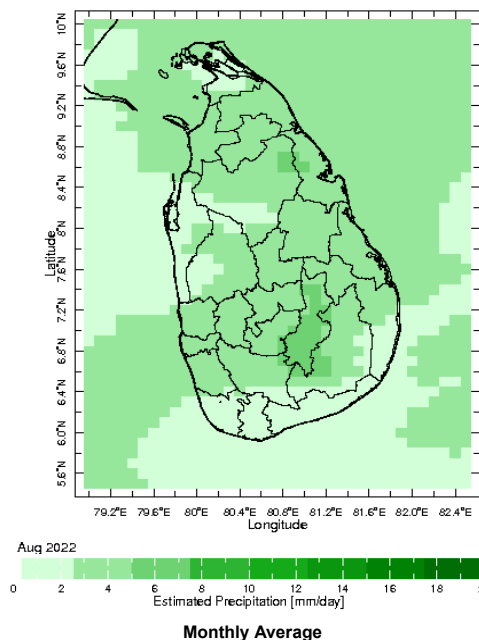 10°N
9.6°N
9.2°N
8.8°N
8.4°N
8°N
7.6°N
7.2°N
6.8°N
6.4°N
6.0°N
5.6°N
Latitude
79.2°E 79.6°E 80°E 80.4°E 80.8°E 81.2°E 81.6°E 82.0°E 82.4°E
Longitude
Aug 2022
0 2 4 6 8 10 12 14 16 18
Estimated Precipitation [mm/day]
Monthly Average